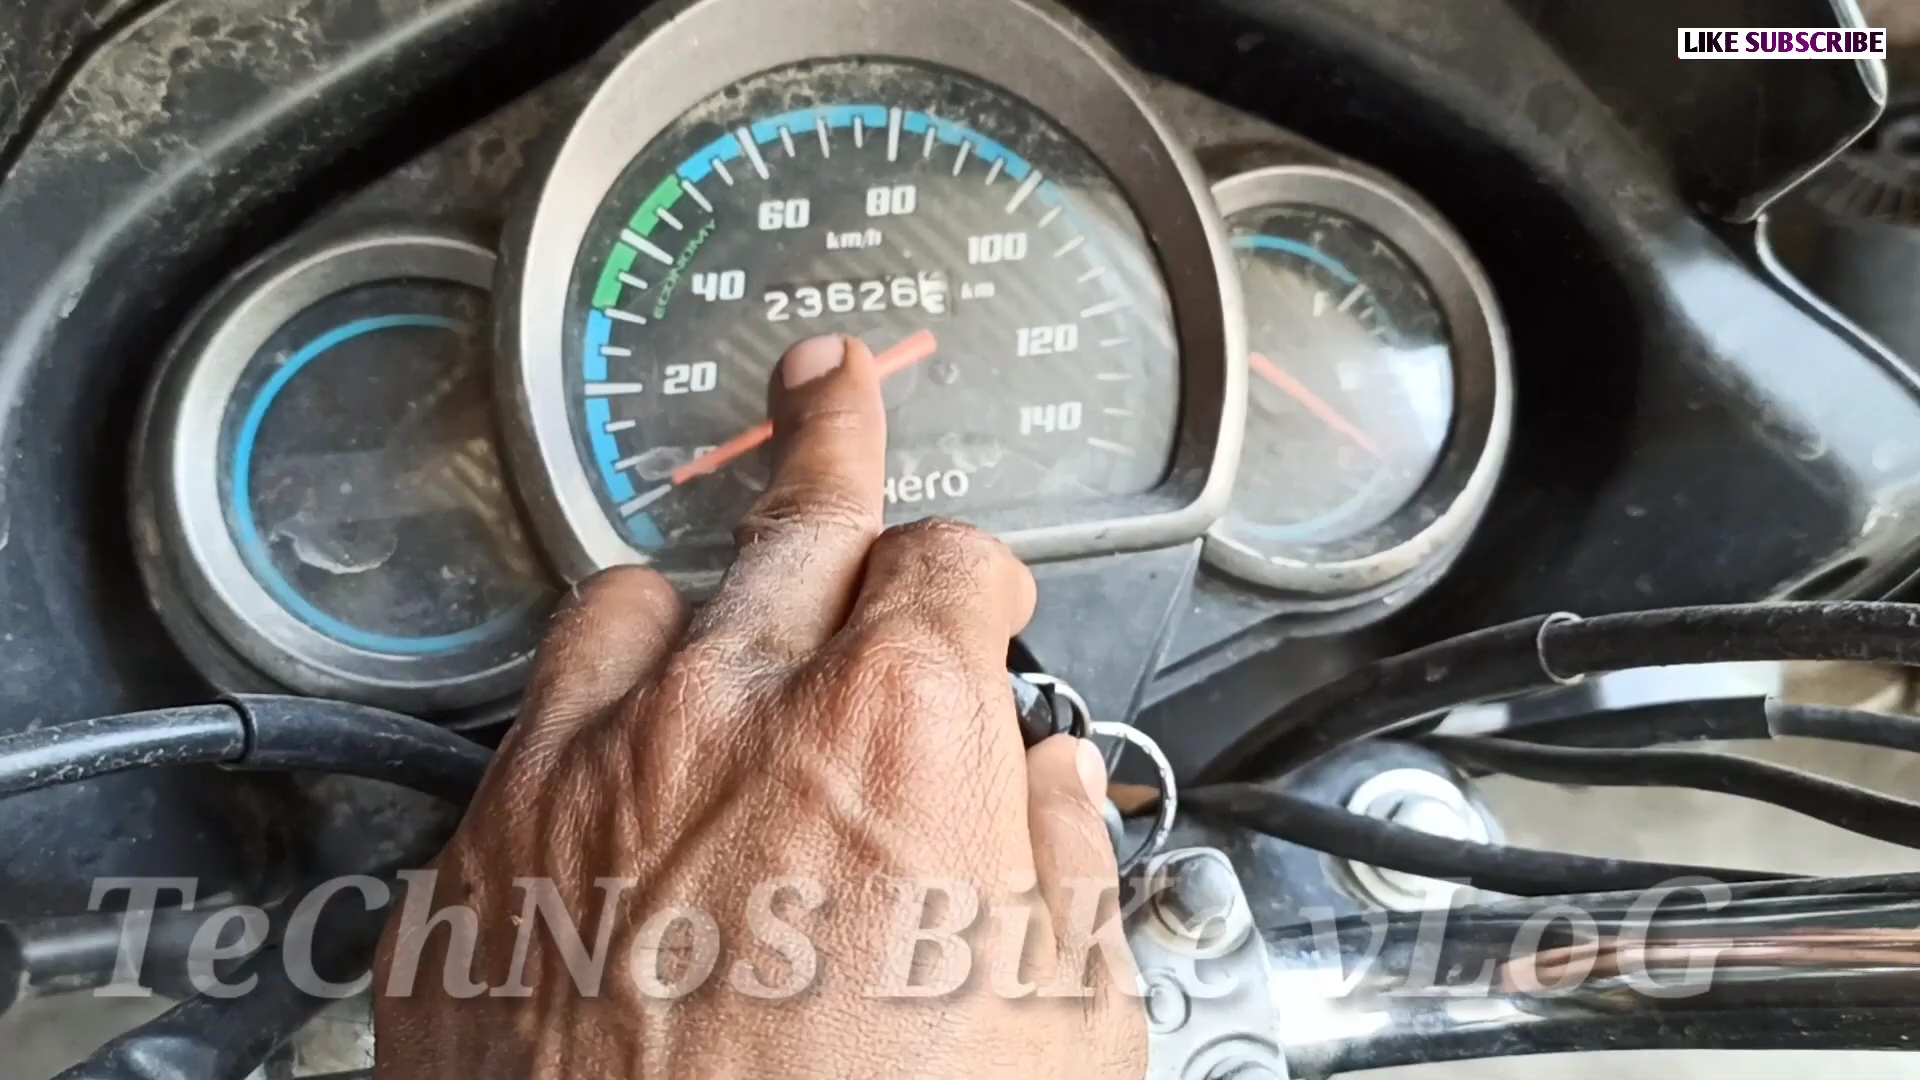 LIKE SUBSCRIBE
60 80
km/h
100
ECONOMY
40
23626 km
120
20
140
Hero
F
TeChNoS BiKe vLoG